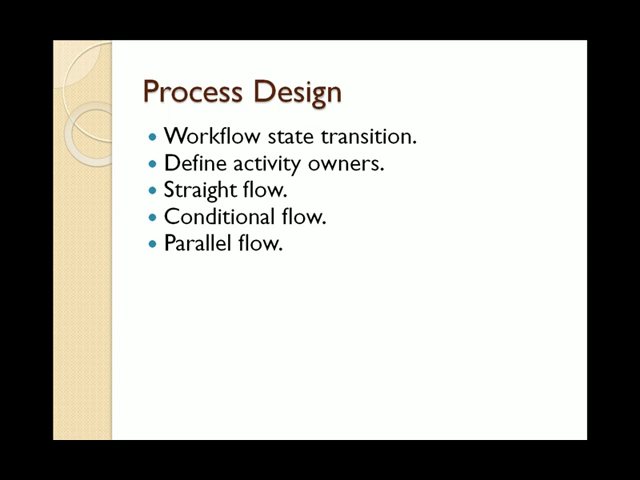 Process Design
• Workflow state transition.
• Define activity owners.
• Straight flow.
• Conditional flow.
• Parallel flow.